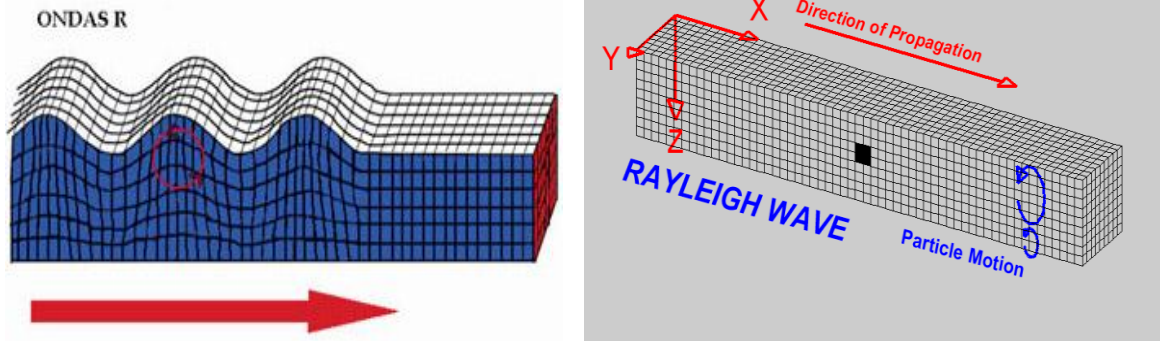 ONDAS R
X
Direction of Propagation
Y
Z
RAYLEIGH WAVE
Particle Motion